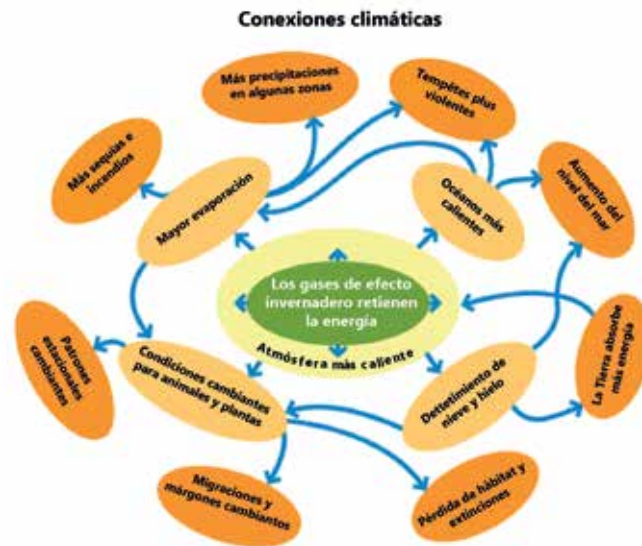 Conexiones climáticas
Más precipitaciones
en algunas zonas
Tempêtes plus
violentes
Más sequías e
incendios
Mayor evaporación
Océanos más
calientes
Aumento del
nivel del mar
Los gases de efecto
invernadero retienen
la energía
Atmósfera más caliente
Patrones
estacionales
cambiantes
Condiciones cambiantes
para animales y plantas
Dettetimiento de
nieve y hielo
La Tierra absorbe
más energía
Migraciones y
márgones cambiantes
Pérdida de hábitat y
extinciones